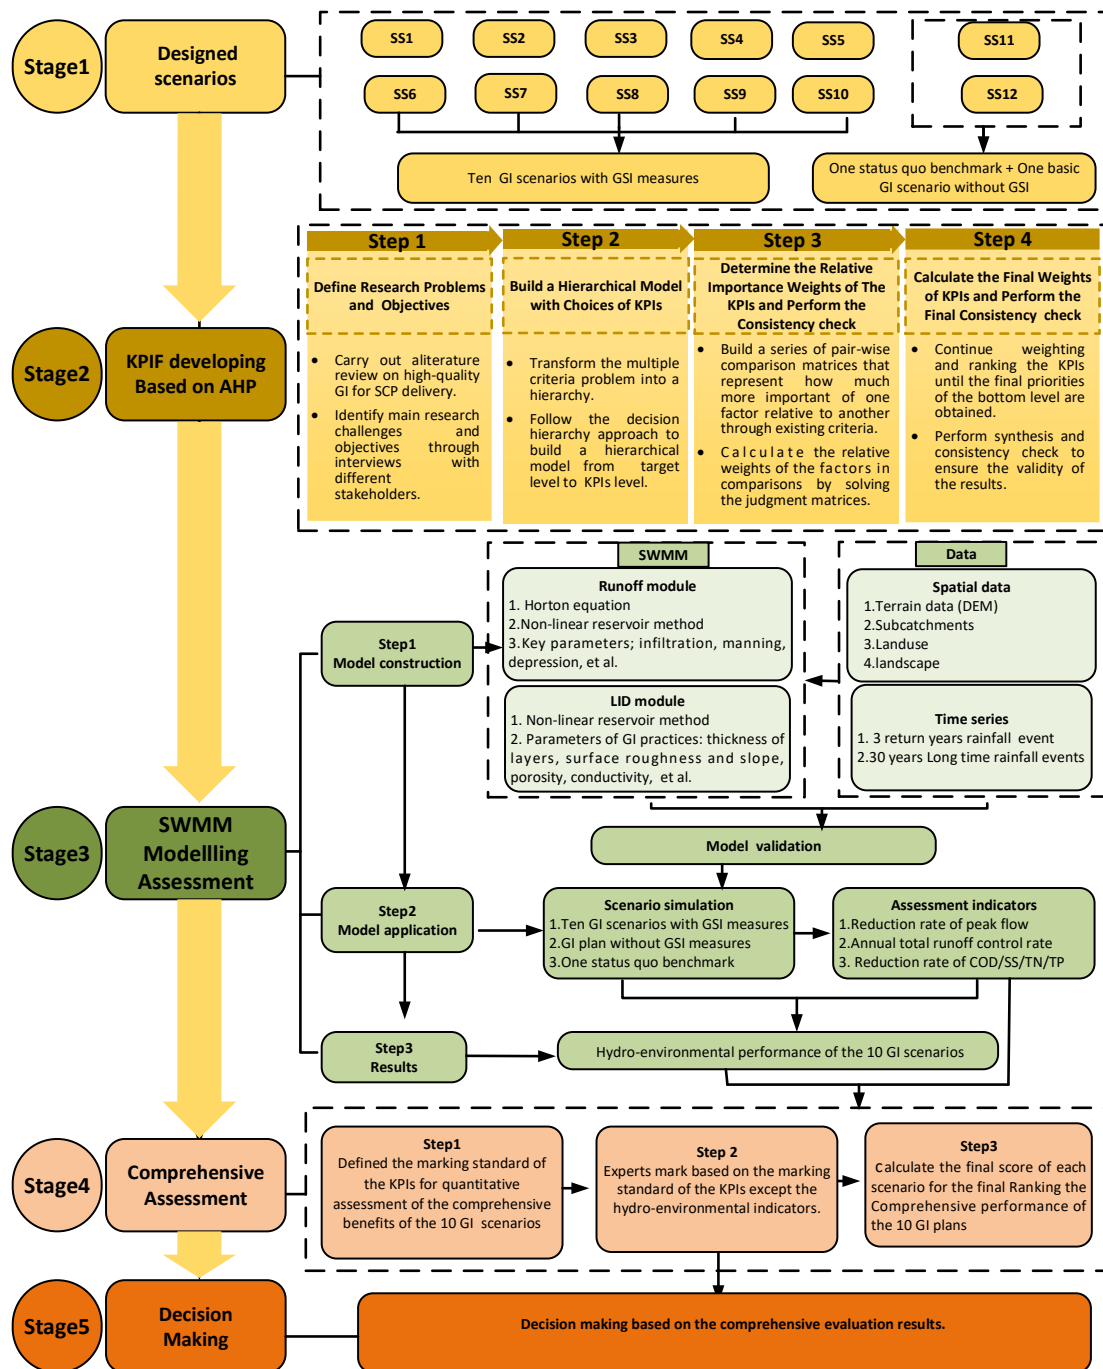 Stage1
Designed
scenarios
SS1
SS2
SS3
SS4
SS5
SS6
SS7
SS8
SS9
SS10
SS11
SS12
Ten GI scenarios with GSI measures
One status quo benchmark + One basic
GI scenario without GSI
Stage2
KPIF developing
Based on AHP
Step 1
Define Research Problems
and Objectives
Carry out aliterature
review on high-quality
GI for SCP delivery.
Identify main research
challenges and
objectives through
interviews with
different
stakeholders.
Step 2
Build a Hierarchical Model
with Choices of KPIs
Transform the multiple
criteria problem into a
hierarchy.
Follow the decision
hierarchy approach to
build a hierarchical
model from target
level to KPIs level.
Step 3
Determine the Relative
Importance Weights of The
KPIs and Perform the
Consistency check
Build a series of pair-wise
comparison matrices that
represent how much
more important of one
factor relative to another
through existing criteria.
Calculate the relative
weights of the factors in
comparisons by solving
the judgment matrices.
Step 4
Calculate the Final Weights
of KPIs and Perform the
Final Consistency check
Continue weighting
and ranking the KPIs
until the final priorities
of the bottom level are
obtained.
Perform synthesis and
consistency check to
ensure the validity of
the results.
Stage3
SWMM
Modellling
Assessment
Step1
Model construction
SWMM
Runoff module
1. Horton equation
2.Non-linear reservoir method
3.Key parameters; infiltration, manning,
depression, et al.
LID module
1. Non-linear reservoir method
2. Parameters of GI practices: thickness of
layers, surface roughness and slope,
porosity, conductivity, et al.
Data
Spatial data
1.Terrain data (DEM)
2.Subcatchments
3.Landuse
4.landscape
Time series
1. 3 return years rainfall event
2.30 years Long time rainfall events
Model validation
Step2
Model application
Scenario simulation
1.Ten GI scenarios with GSI measures
2.GI plan without GSI measures
3.One status quo benchmark
Assessment indicators
1.Reduction rate of peak flow
2.Annual total runoff control rate
3. Reduction rate of COD/SS/TN/TP
Step3
Results
Hydro-environmental performance of the 10 GI scenarios
Stage4
Comprehensive
Assessment
Step1
Defined the marking standard of
the KPIs for quantitative
assessment of the comprehensive
benefits of the 10 GI scenarios
Step 2
Experts mark based on the marking
standard of the KPIs except the
hydro-environmental indicators.
Step3
Calculate the final score of each
scenario for the final Ranking the
Comprehensive performance of
the 10 GI plans
Stage5
Decision
Making
Decision making based on the comprehensive evaluation results.